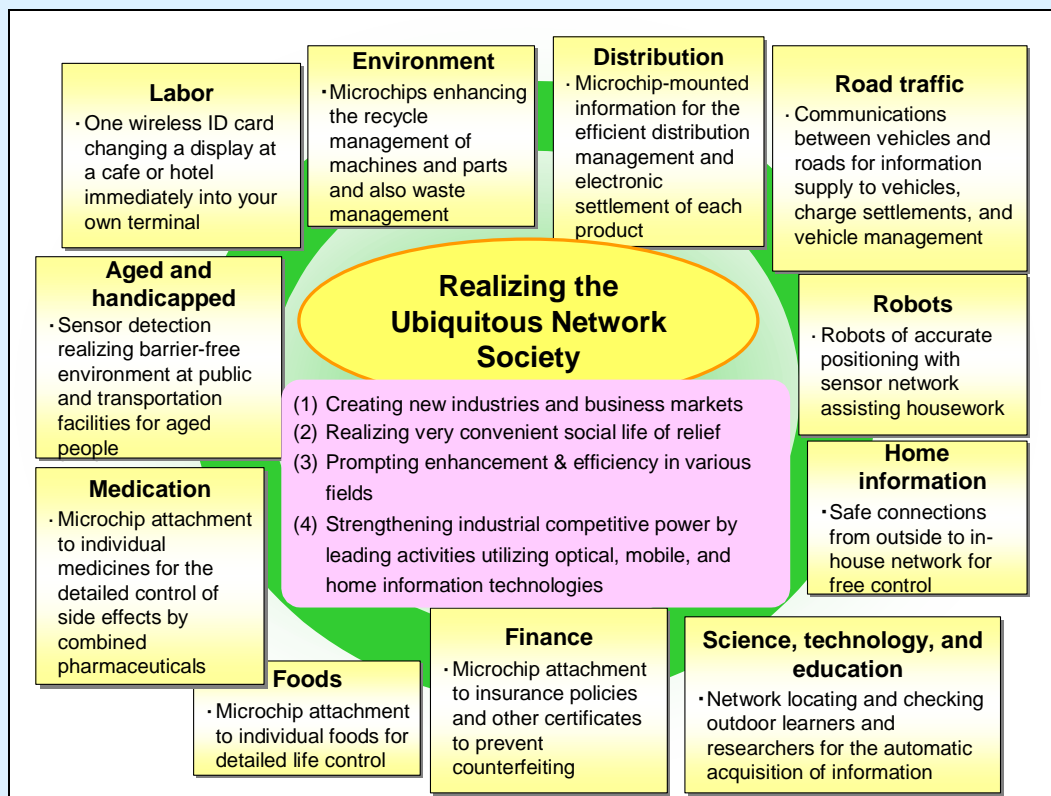 Labor
・One wireless ID card
changing a display at
a cafe or hotel
immediately into your
own terminal
Environment
・Microchips enhancing
the recycle
management of
machines and parts
and also waste
management
Distribution
・Microchip-mounted
information for the
efficient distribution
management and
electronic
settlement of each
product
Road traffic
・Communications
between vehicles and
roads for information
supply to vehicles,
charge settlements, and
vehicle management
Aged and
handicapped
・Sensor detection
realizing barrier-free
environment at public
and transportation
facilities for aged
people
Realizing the
Ubiquitous Network
Society
(1) Creating new industries and business markets
(2) Realizing very convenient social life of relief
(3) Prompting enhancement & efficiency in various
fields
(4) Strengthening industrial competitive power by
leading activities utilizing optical, mobile, and
home information technologies
Robots
・Robots of accurate
positioning with
sensor network
assisting housework
Home
information
・Safe connections
from outside to in-
house network for
free control
Medication
・Microchip attachment
to individual
medicines for the
detailed control of
side effects by
combined
pharmaceuticals
Foods
・Microchip attachment
to individual foods for
detailed life control
Finance
・Microchip attachment
to insurance policies
and other certificates
to prevent
counterfeiting
Science, technology, and
education
・Network locating and checking
outdoor learners and
researchers for the automatic
acquisition of information